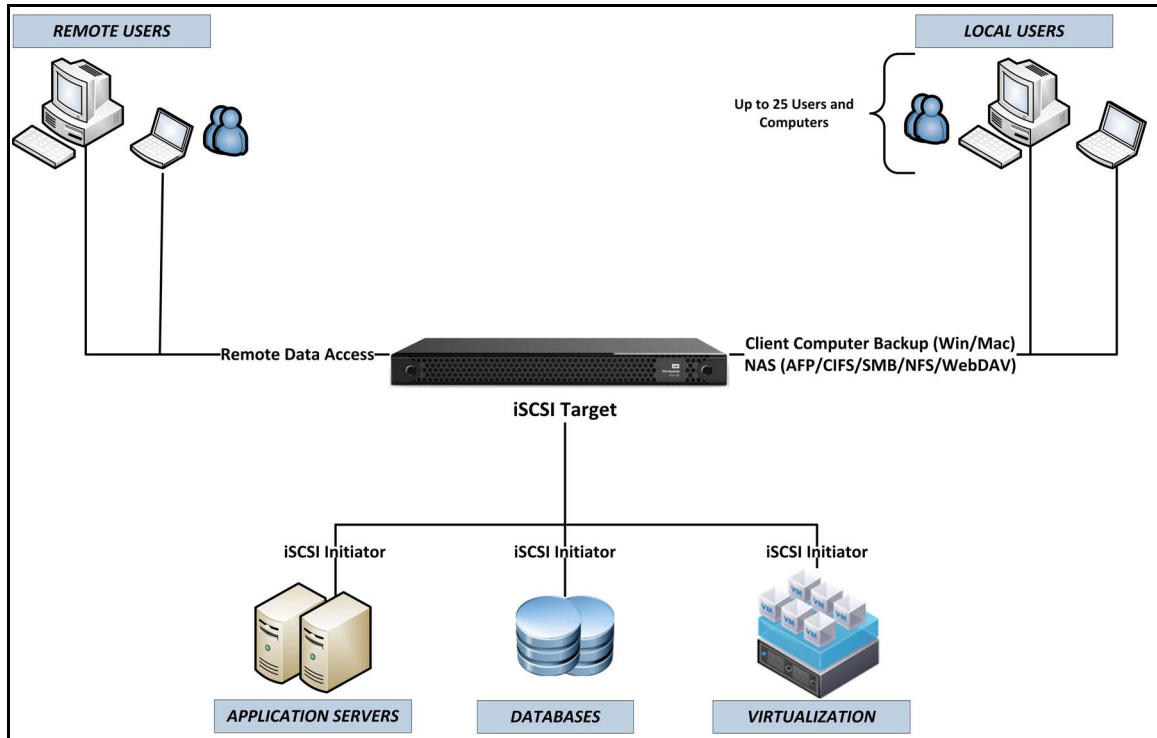 REMOTE USERS
LOCAL USERS
Up to 25 Users and
Computers
Remote Data Access
Client Computer Backup (Win/Mac)
NAS (AFP/CIFS/SMB/NFS/WebDAV)
iSCSI Target
iSCSI Initiator
iSCSI Initiator
iSCSI Initiator
VM VM VM
VM VM VM
APPLICATION SERVERS
DATABASES
VIRTUALIZATION